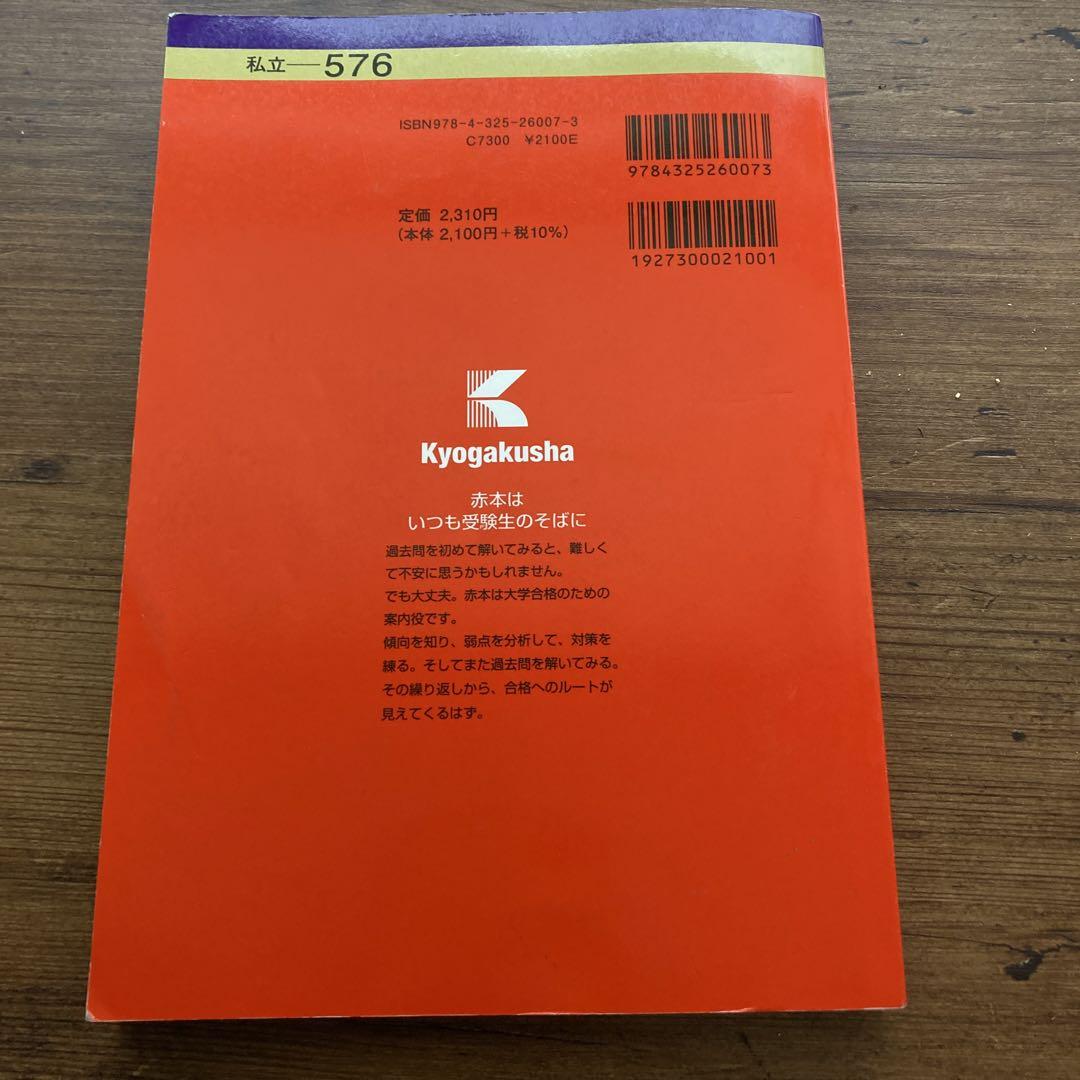 私立──576
ISBN978-4-325-26007-3
C7300 ¥2100E
9784325260073
定価 2,310円
（本体 2,100円＋税10%）
1927300021001
Kyogakusha
赤本は
いつも受験生のそばに
過去問を初めて解いてみると、難しく
て不安に思うかもしれません。
でも大丈夫。赤本は大学合格のための
案内役です。
傾向を知り、弱点を分析して、対策を
練る。そしてまた過去問を解いてみる。
その繰り返しから、合格へのルートが
見えてくるはず。